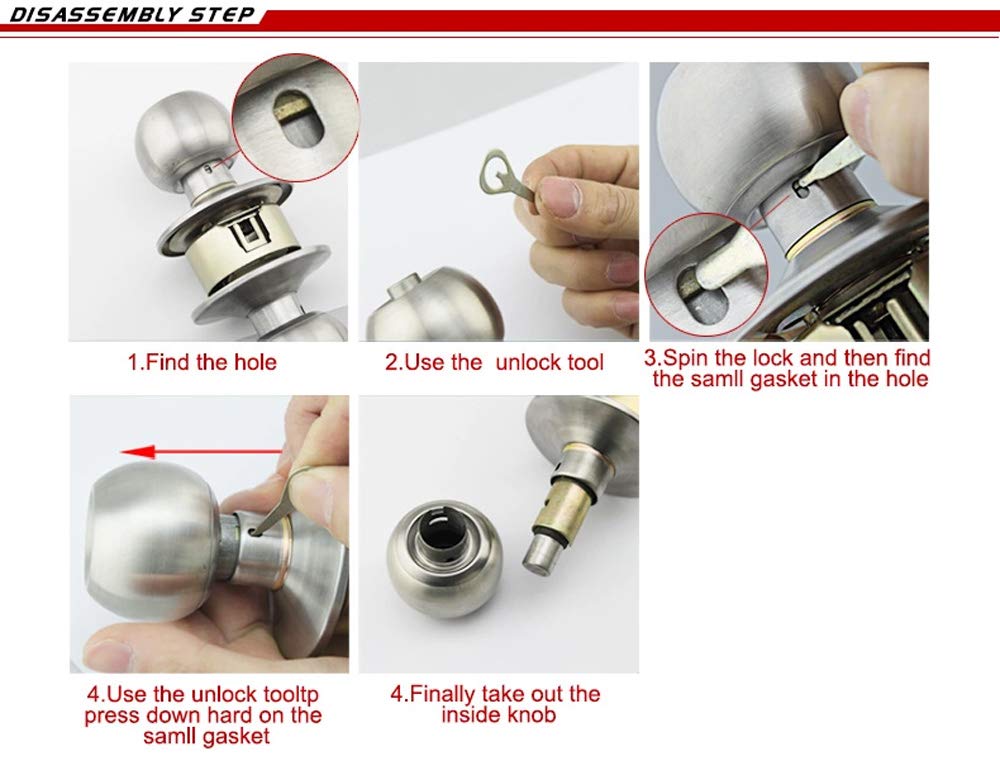 DISASSEMBLY STEP
1.Find the hole
2.Use the unlock tool
3.Spin the lock and then find
the samll gasket in the hole
4.Use the unlock tooltp
press down hard on the
samll gasket
4.Finally take out the
inside knob